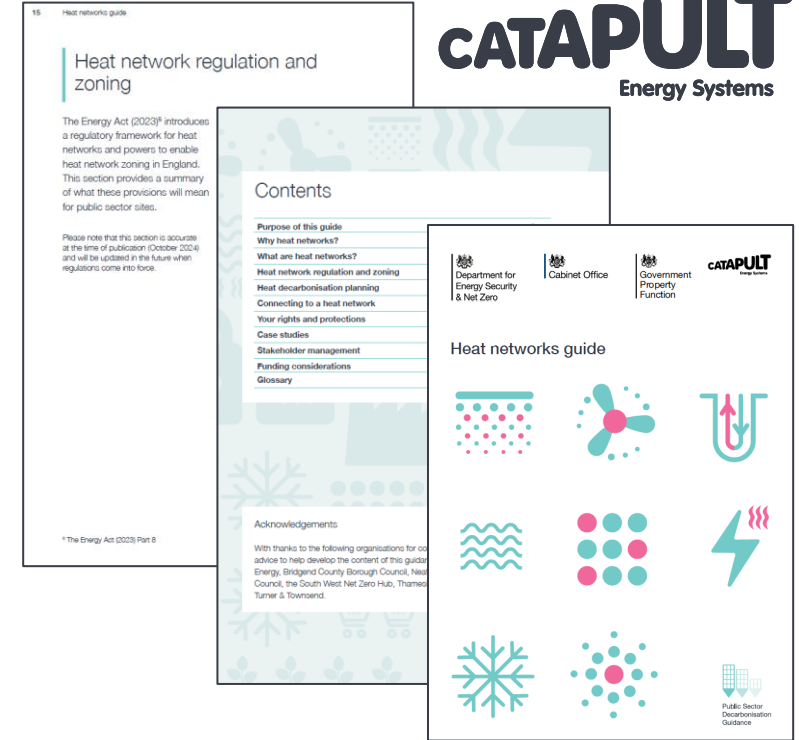 CATAPULT
Energy Systems
15 Heat networks guide
Heat network regulation and
zoning
The Energy Act (2023)⁶ introduces
a regulatory framework for heat
networks and powers to enable
heat network zoning in England.
This section provides a summary
of what these provisions will mean
for public sector sites.
Please note that this section is accurate
at the time of publication (October 2024)
and will be updated in the future when
regulations come into force.
⁶ The Energy Act (2023) Part 8
Contents
Purpose of this guide
Why heat networks?
What are heat networks?
Heat network regulation and zoning
Heat decarbonisation planning
Connecting to a heat network
Your rights and protections
Case studies
Stakeholder management
Funding considerations
Glossary
Acknowledgements
With thanks to the following organisations for co
advice to help develop the content of this guidan
Energy, Bridgend County Borough Council, Neat
Council, the South West Net Zero Hub, Thames
Turner & Townsend.
Department for
Energy Security
& Net Zero
Cabinet Office
Government
Property
Function
CATAPULT
Energy Systems
Heat networks guide
Public Sector
Decarbonisation
Guidance